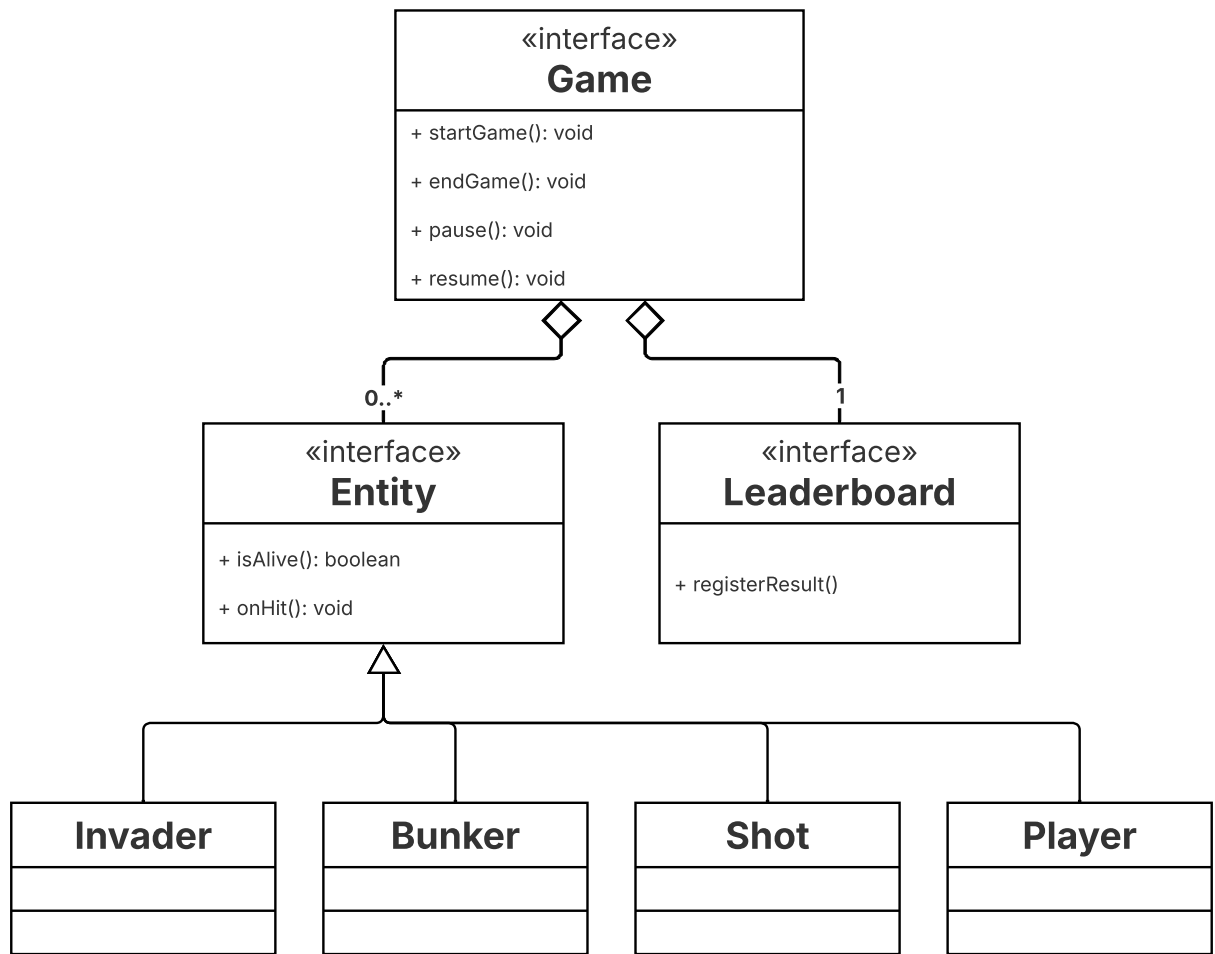 «interface»
Game
+ startGame(): void
+ endGame(): void
+ pause(): void
+ resume(): void
0..*
1
«interface»
Entity
+ isAlive(): boolean
+ onHit(): void
«interface»
Leaderboard
+ registerResult()
Invader
Bunker
Shot
Player